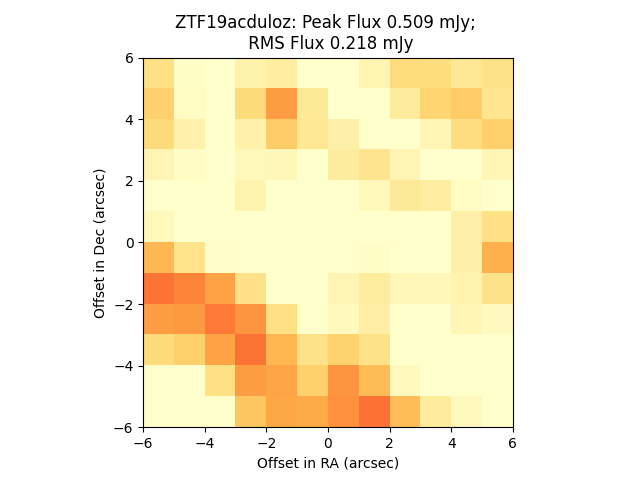 ZTF19acduloz: Peak Flux 0.509 mJy;
RMS Flux 0.218 mJy
6
4
2
0
−2
−4
−6
Offset in Dec (arcsec)
−6 −4 −2 0 2 4 6
Offset in RA (arcsec)